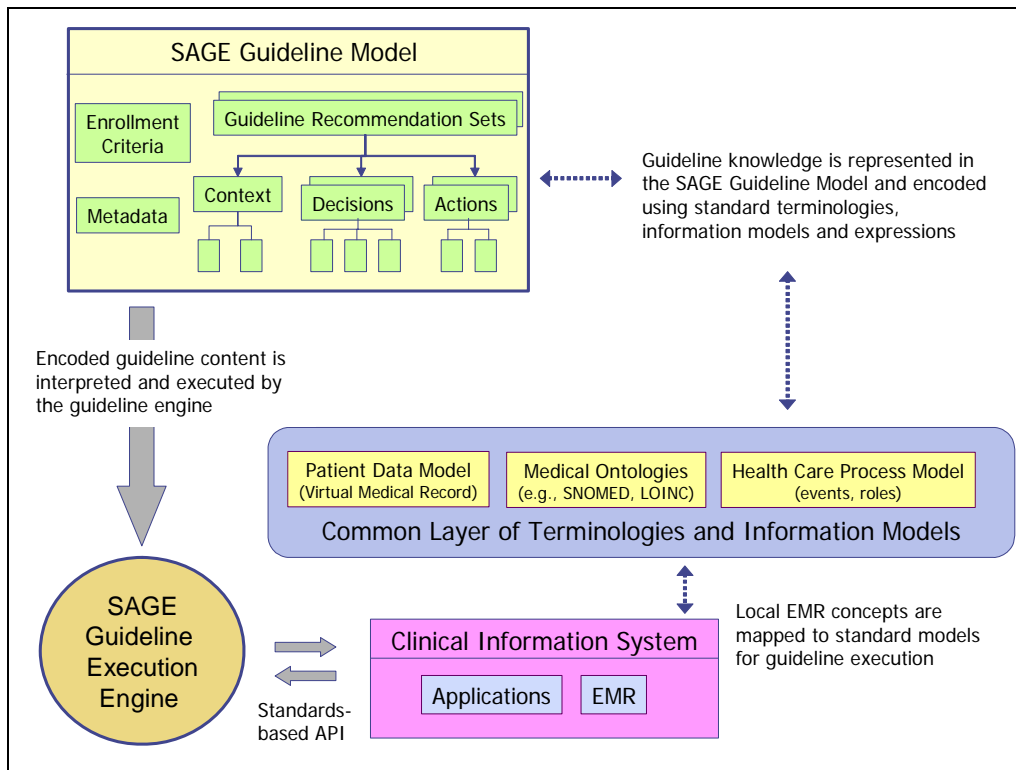 SAGE Guideline Model
Enrollment
Criteria
Guideline Recommendation Sets
Metadata
Context
Decisions
Actions
Guideline knowledge is represented in
the SAGE Guideline Model and encoded
using standard terminologies,
information models and expressions
Encoded guideline content is
interpreted and executed by
the guideline engine
Patient Data Model
(Virtual Medical Record)
Medical Ontologies
(e.g., SNOMED, LOINC)
Health Care Process Model
(events, roles)
Common Layer of Terminologies and Information Models
SAGE
Guideline
Execution
Engine
Standards-
based API
Clinical Information System
Applications
EMR
Local EMR concepts are
mapped to standard models
for guideline execution